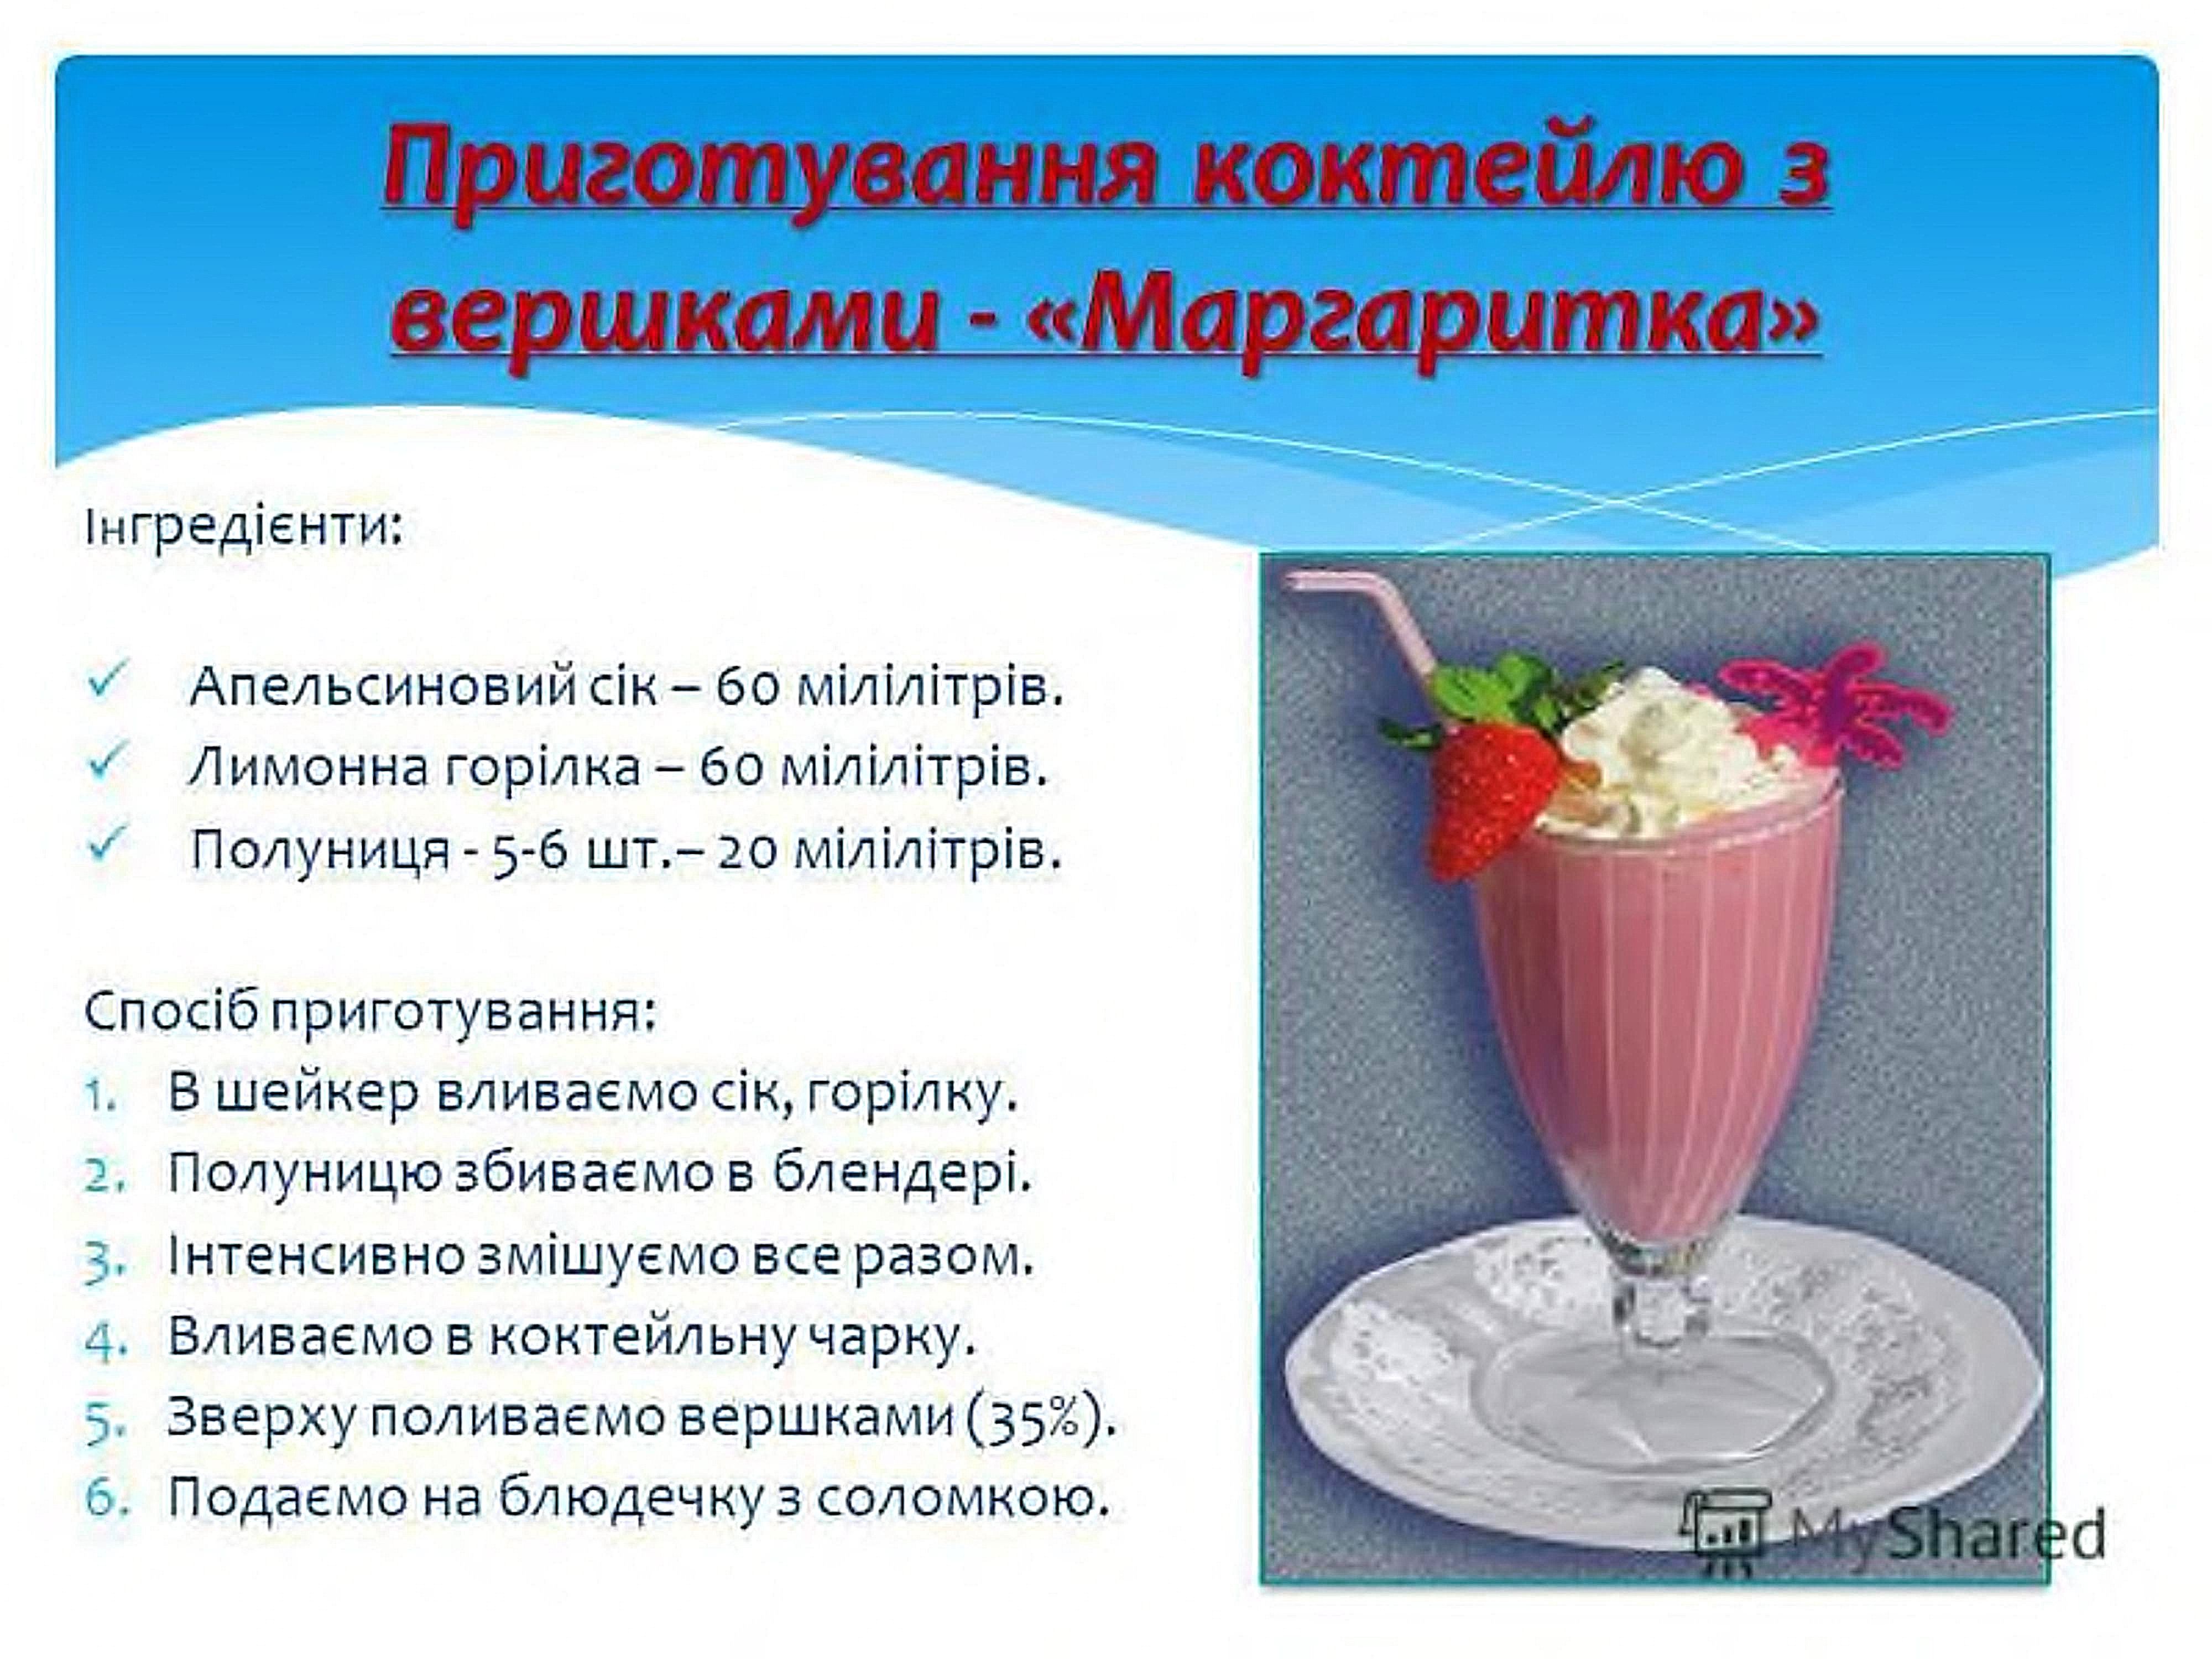 Приготування коктейлю з
вершками - «Маргаритка»
Інгредієнти:
✓ Апельсиновий сік – 60 мілілітрів.
✓ Лимонна горілка – 60 мілілітрів.
✓ Полуниця - 5-6 шт.– 20 мілілітрів.
Спосіб приготування:
1. В шейкер вливаємо сік, горілку.
2. Полуницю збиваємо в блендері.
3. Інтенсивно змішуємо все разом.
4. Вливаємо в коктейльну чарку.
5. Зверху поливаємо вершками (35%).
6. Подаємо на блюдечку з соломкою.
MyShared